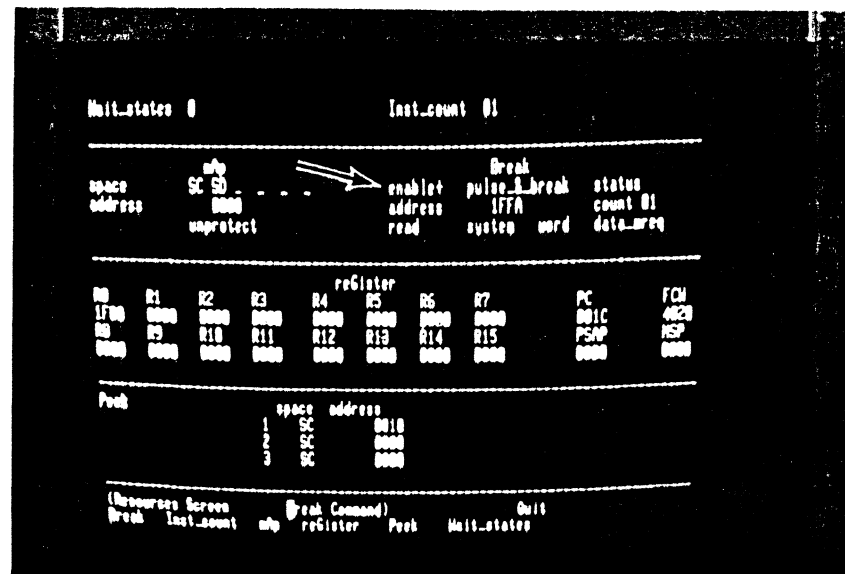 Wait_states 0 Inst_count 01
mAp Break
space SC SD _ _ _ _ enable+ pulse_&_break status
address 0000 address 1FFA count 01
unprotect read system word data_mreq
reGister
R0 R1 R2 R3 R4 R5 R6 R7 PC FCW
1F00 0000 0000 0000 0000 0000 0000 0000 001C 4020
R8 R9 R10 R11 R12 R13 R14 R15 PSAP NSP
0000 0000 0000 0000 0000 0000 0000 0000 0000 0000
Peek
space address
1 SC 0010
2 SC 0000
3 SC 0000
(Resourses Screen Break Command) Quit
Break Inst_count mAp reGister Peek Wait_states